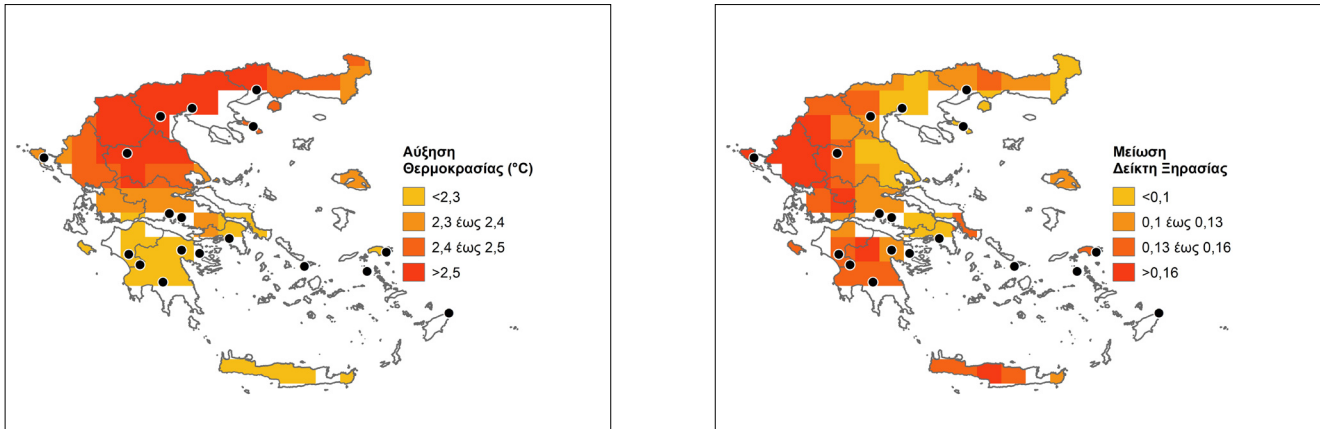 Αύξηση
Θερμοκρασίας (°C)
<2,3
2,3 έως 2,4
2,4 έως 2,5
>2,5
Μείωση
Δείκτη Ξηρασίας
<0,1
0,1 έως 0,13
0,13 έως 0,16
>0,16